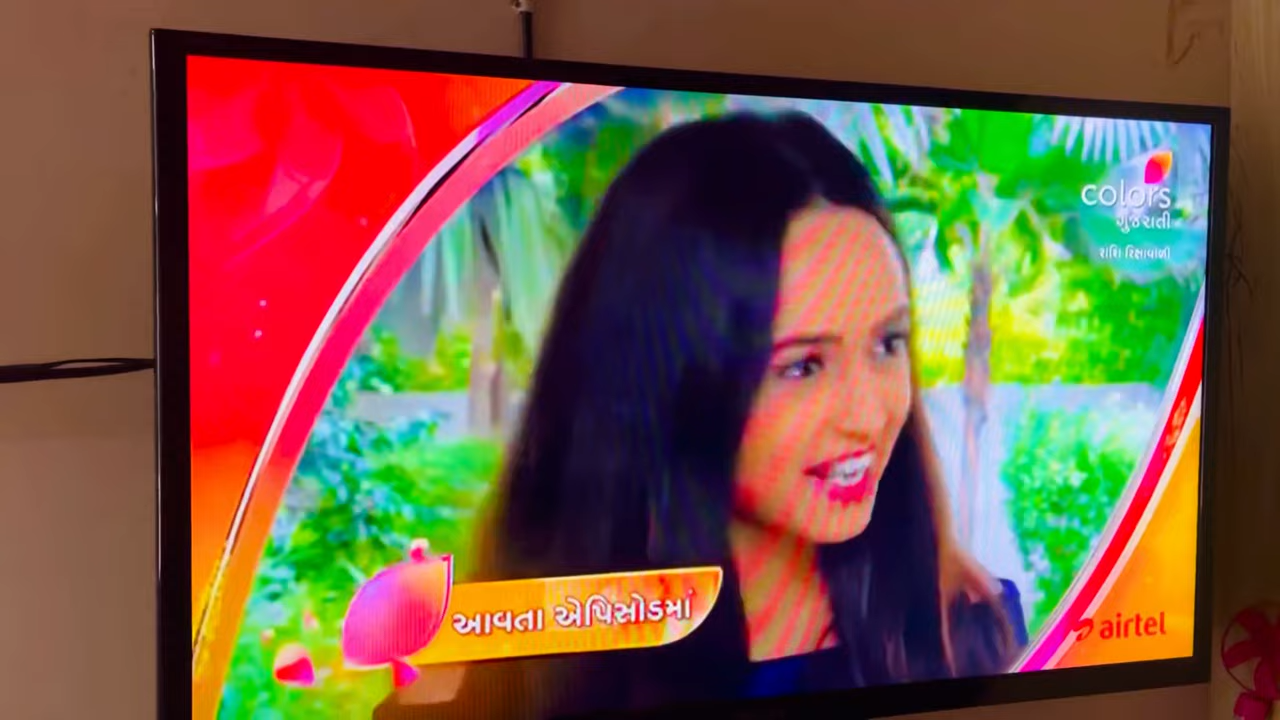 colors
ગુજરાતી
રાશિ રિક્ષાવાળી
આવતા એપિસોડમાં
airtel